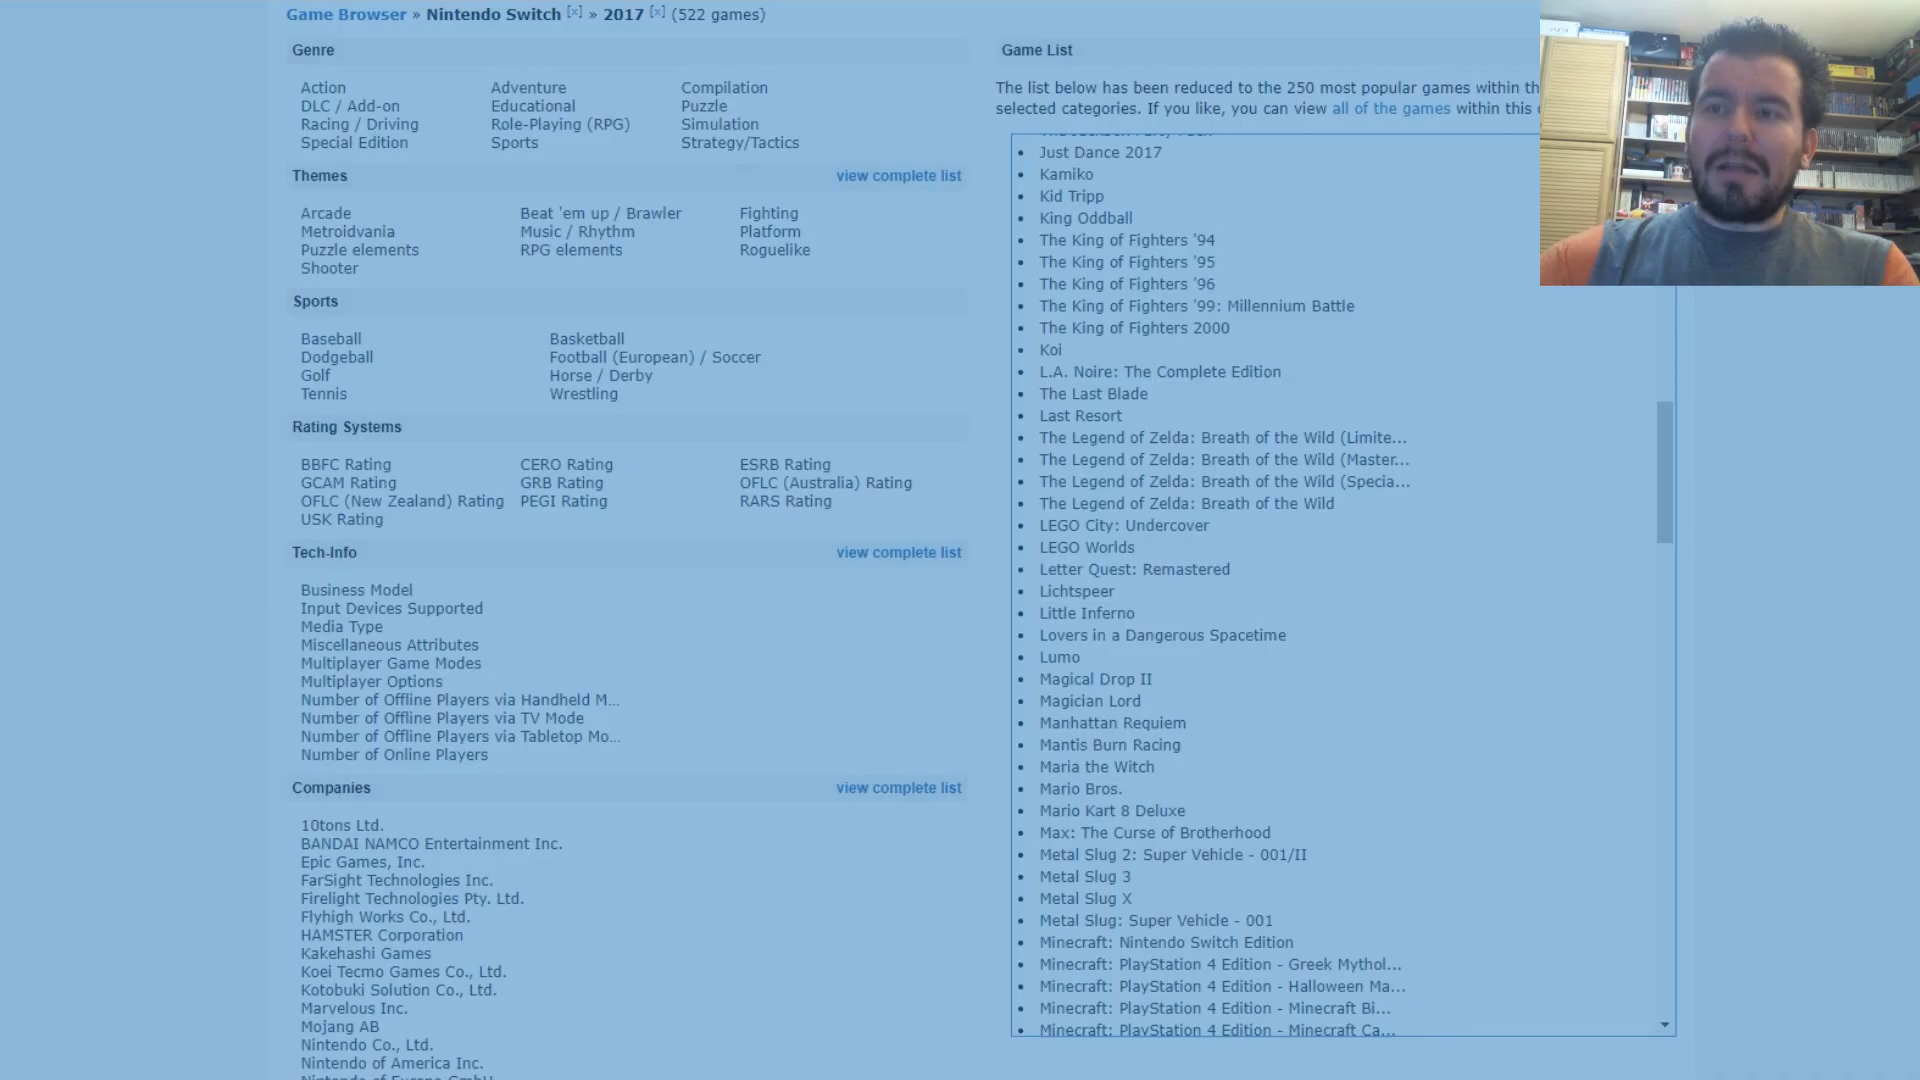 Game Browser » Nintendo Switch [x] » 2017 [x] (522 games)
Genre
Action
Adventure
Compilation
DLC / Add-on
Educational
Puzzle
Racing / Driving
Role-Playing (RPG)
Simulation
Special Edition
Sports
Strategy/Tactics
Themes
view complete list
Arcade
Beat 'em up / Brawler
Fighting
Metroidvania
Music / Rhythm
Platform
Puzzle elements
RPG elements
Roguelike
Shooter
Sports
Baseball
Basketball
Dodgeball
Football (European) / Soccer
Golf
Horse / Derby
Tennis
Wrestling
Rating Systems
BBFC Rating
CERO Rating
ESRB Rating
GCAM Rating
GRB Rating
OFLC (Australia) Rating
OFLC (New Zealand) Rating
PEGI Rating
RARS Rating
USK Rating
Tech-Info
view complete list
Business Model
Input Devices Supported
Media Type
Miscellaneous Attributes
Multiplayer Game Modes
Multiplayer Options
Number of Offline Players via Handheld M...
Number of Offline Players via TV Mode
Number of Offline Players via Tabletop Mo...
Number of Online Players
Companies
view complete list
10tons Ltd.
BANDAI NAMCO Entertainment Inc.
Epic Games, Inc.
FarSight Technologies Inc.
Firelight Technologies Pty. Ltd.
Flyhigh Works Co., Ltd.
HAMSTER Corporation
Kakehashi Games
Koei Tecmo Games Co., Ltd.
Kotobuki Solution Co., Ltd.
Marvelous Inc.
Mojang AB
Nintendo Co., Ltd.
Nintendo of America Inc.
Game List
The list below has been reduced to the 250 most popular games within th
selected categories. If you like, you can view all of the games within this
Just Dance 2017
Kamiko
Kid Tripp
King Oddball
The King of Fighters '94
The King of Fighters '95
The King of Fighters '96
The King of Fighters '99: Millennium Battle
The King of Fighters 2000
Koi
L.A. Noire: The Complete Edition
The Last Blade
Last Resort
The Legend of Zelda: Breath of the Wild (Limite...
The Legend of Zelda: Breath of the Wild (Master...
The Legend of Zelda: Breath of the Wild (Specia...
The Legend of Zelda: Breath of the Wild
LEGO City: Undercover
LEGO Worlds
Letter Quest: Remastered
Lichtspeer
Little Inferno
Lovers in a Dangerous Spacetime
Lumo
Magical Drop II
Magician Lord
Manhattan Requiem
Mantis Burn Racing
Maria the Witch
Mario Bros.
Mario Kart 8 Deluxe
Max: The Curse of Brotherhood
Metal Slug 2: Super Vehicle - 001/II
Metal Slug 3
Metal Slug X
Metal Slug: Super Vehicle - 001
Minecraft: Nintendo Switch Edition
Minecraft: PlayStation 4 Edition - Greek Mythol...
Minecraft: PlayStation 4 Edition - Halloween Ma...
Minecraft: PlayStation 4 Edition - Minecraft Bi...
Minecraft: PlayStation 4 Edition - Minecraft Ca...